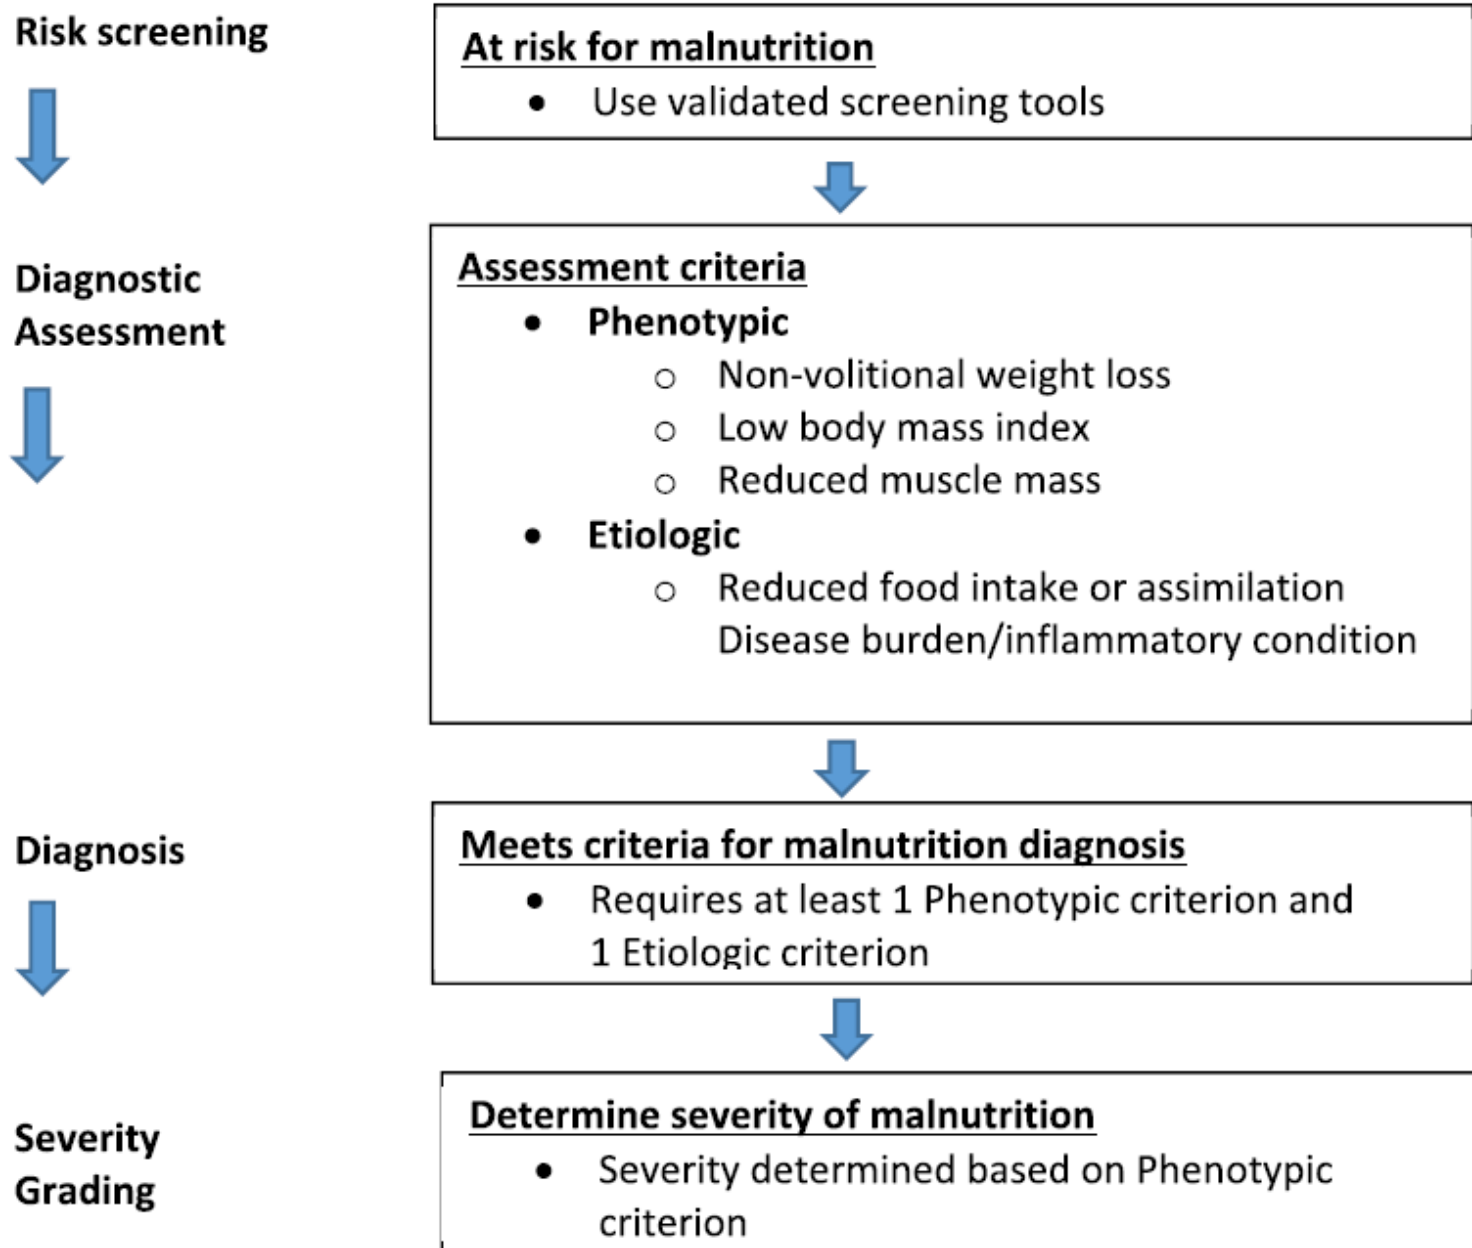 Risk screening
At risk for malnutrition
• Use validated screening tools
Diagnostic
Assessment
Assessment criteria
• Phenotypic
o Non-volitional weight loss
o Low body mass index
o Reduced muscle mass
• Etiologic
o Reduced food intake or assimilation
Disease burden/inflammatory condition
Diagnosis
Meets criteria for malnutrition diagnosis
• Requires at least 1 Phenotypic criterion and
1 Etiologic criterion
Severity
Grading
Determine severity of malnutrition
• Severity determined based on Phenotypic
criterion